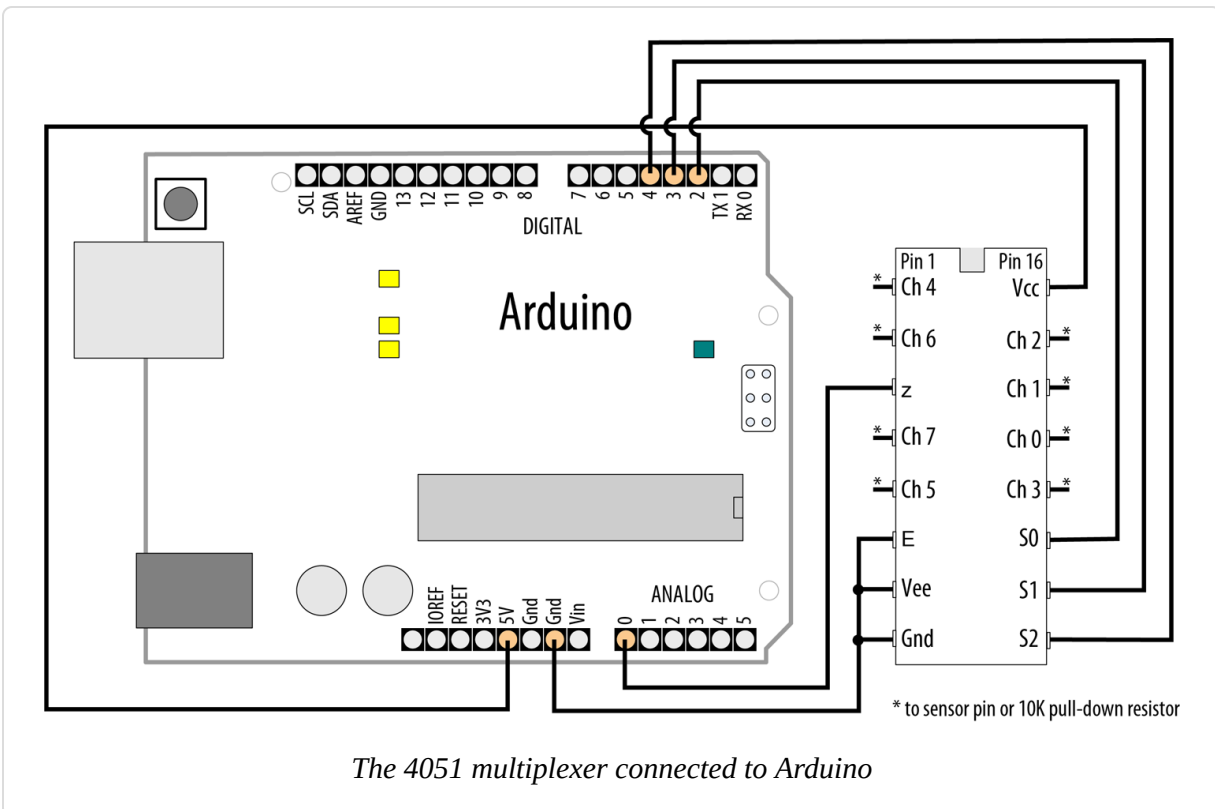 SCL
SDA
AREF
GND
13
12
11
10
9
8
7
6
5
4
3
2
TX 1
RX 0
DIGITAL
Arduino
Pin 1
Pin 16
* Ch 4
Vcc
* Ch 6
Ch 2 *
z
Ch 1 *
* Ch 7
Ch 0 *
* Ch 5
Ch 3 *
E
S0
Vee
S1
Gnd
S2
IOREF
RESET
3V3
5V
Gnd
Gnd
Vin
ANALOG
0
1
2
3
4
5
* to sensor pin or 10K pull-down resistor
The 4051 multiplexer connected to Arduino